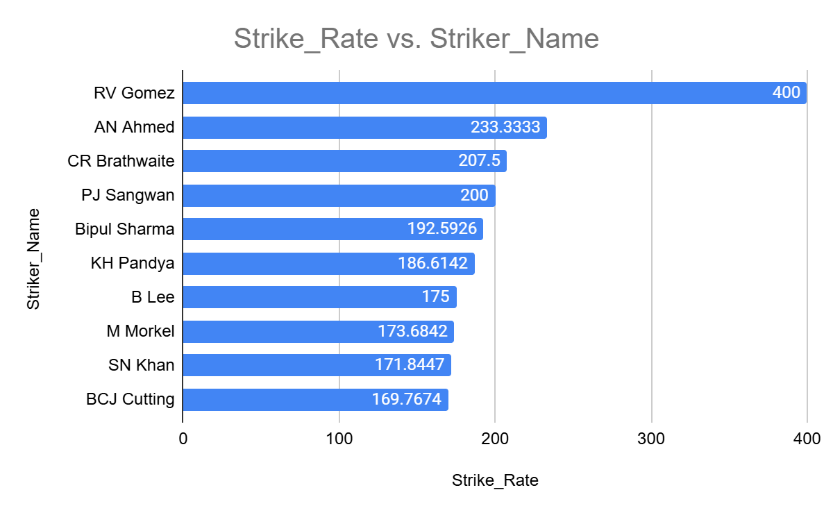 Strike_Rate vs. Striker_Name
Striker_Name
RV Gomez 400
AN Ahmed 233.3333
CR Brathwaite 207.5
PJ Sangwan 200
Bipul Sharma 192.5926
KH Pandya 186.6142
B Lee 175
M Morkel 173.6842
SN Khan 171.8447
BCJ Cutting 169.7674
0 100 200 300 400
Strike_Rate